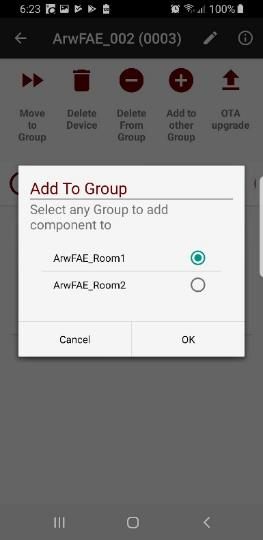 6:23 100%
ArwFAE_002 (0003)
Move to Group
Delete Device
Delete From Group
Add to other Group
OTA upgrade
Add To Group
Select any Group to add
component to
ArwFAE_Room1
ArwFAE_Room2
Cancel OK